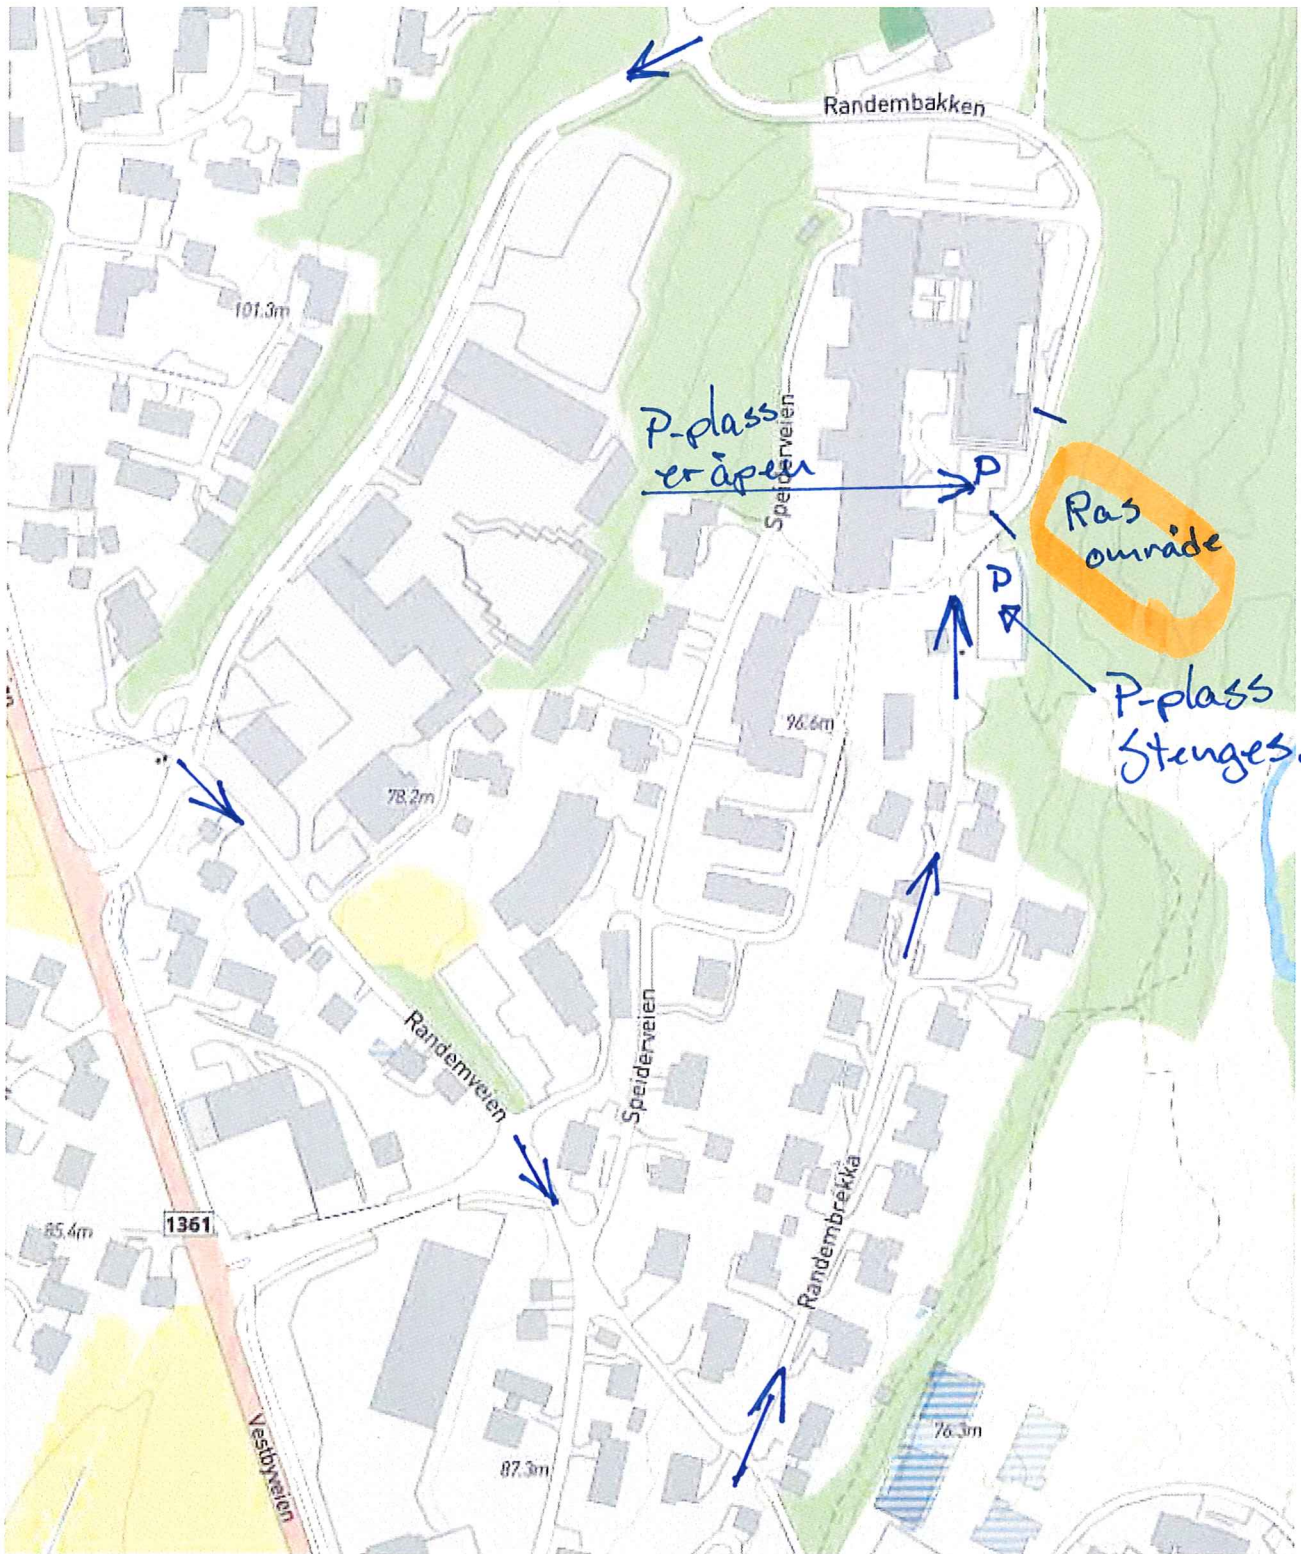 Randembakken
101.3m
P-plass
er åpen
Speiderveien
P
Ras
område
P
P-plass
Stenges.
96.6m
78.2m
Randemveien
Speiderveien
Randembrekka
1361
85.4m
76.3m
87.3m
Vestbyveien